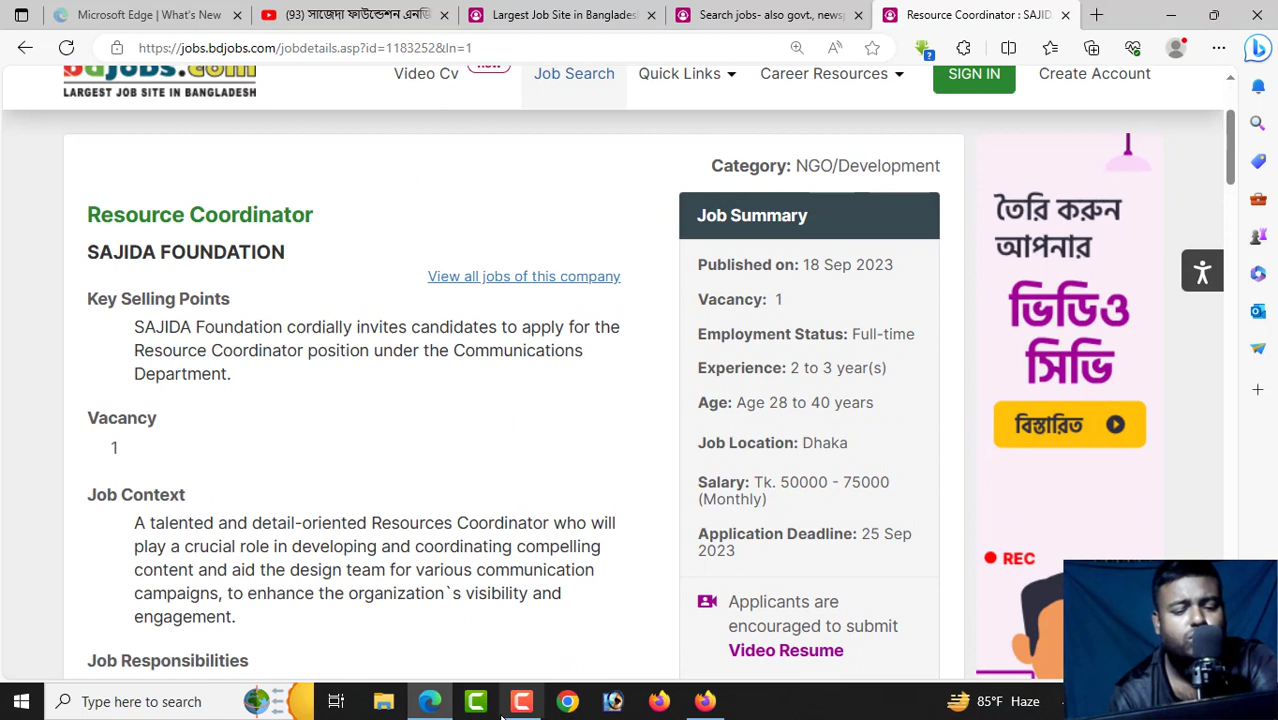 Microsoft Edge | What's New
(93) সাজেদা ফাউন্ডেশন এনজি
Largest Job Site in Bangladesh
Search jobs- also govt., newsp
Resource Coordinator : SAJID
https://jobs.bdjobs.com/jobdetails.asp?id=1183252&ln=1
bdjobs.com
LARGEST JOB SITE IN BANGLADESH
Video Cv
New
Job Search
Quick Links
Career Resources
SIGN IN
Create Account
Category: NGO/Development
Resource Coordinator
SAJIDA FOUNDATION
View all jobs of this company
Key Selling Points
SAJIDA Foundation cordially invites candidates to apply for the
Resource Coordinator position under the Communications
Department.
Vacancy
1
Job Context
A talented and detail-oriented Resources Coordinator who will
play a crucial role in developing and coordinating compelling
content and aid the design team for various communication
campaigns, to enhance the organization`s visibility and
engagement.
Job Responsibilities
Job Summary
Published on: 18 Sep 2023
Vacancy: 1
Employment Status: Full-time
Experience: 2 to 3 year(s)
Age: Age 28 to 40 years
Job Location: Dhaka
Salary: Tk. 50000 - 75000
(Monthly)
Application Deadline: 25 Sep
2023
Applicants are
encouraged to submit
Video Resume
তৈরি করুন
আপনার
ভিডিও
সিভি
বিস্তারিত
REC
Type here to search
85°F Haze